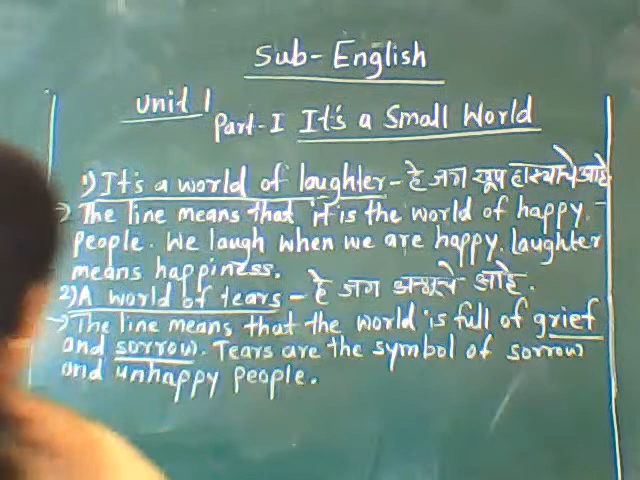 Sub- English
Unit 1
Part-I It's a Small World
1) It's a world of laughter - हे जग खूप हास्याचे आहे
→ The line means that it is the world of happy
people. We laugh when we are happy. laughter
means happiness.
2) A world of tears - हे जग अश्रूंचे आहे.
→ The line means that the world is full of grief
and sorrow. Tears are the symbol of sorrow
and unhappy people.